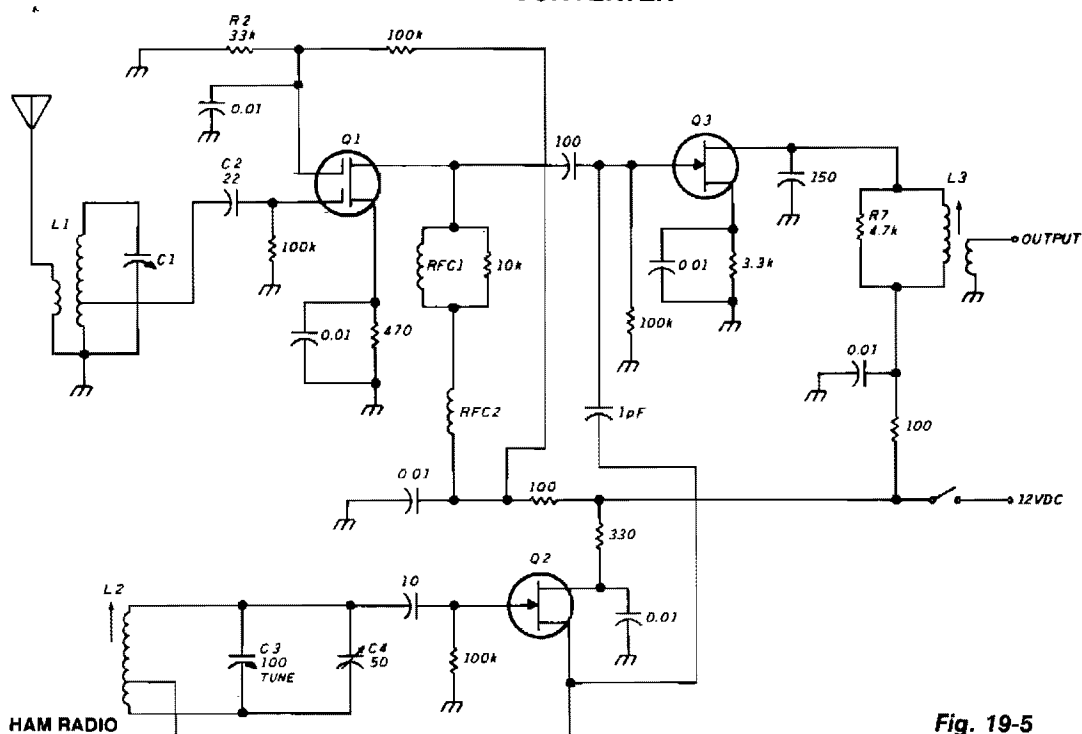 R2
33k
100k
0.01
Q1
C2
22
L1
C1
100k
0.01
470
RFC1
10k
RFC2
100
Q3
150
L3
R7
4.7k
OUTPUT
0.01
3.3k
100k
1pF
0.01
100
0.01
100
12VDC
330
Q2
L2
10
0.01
C3
100
TUNE
C4
50
100k
HAM RADIO
Fig. 19-5